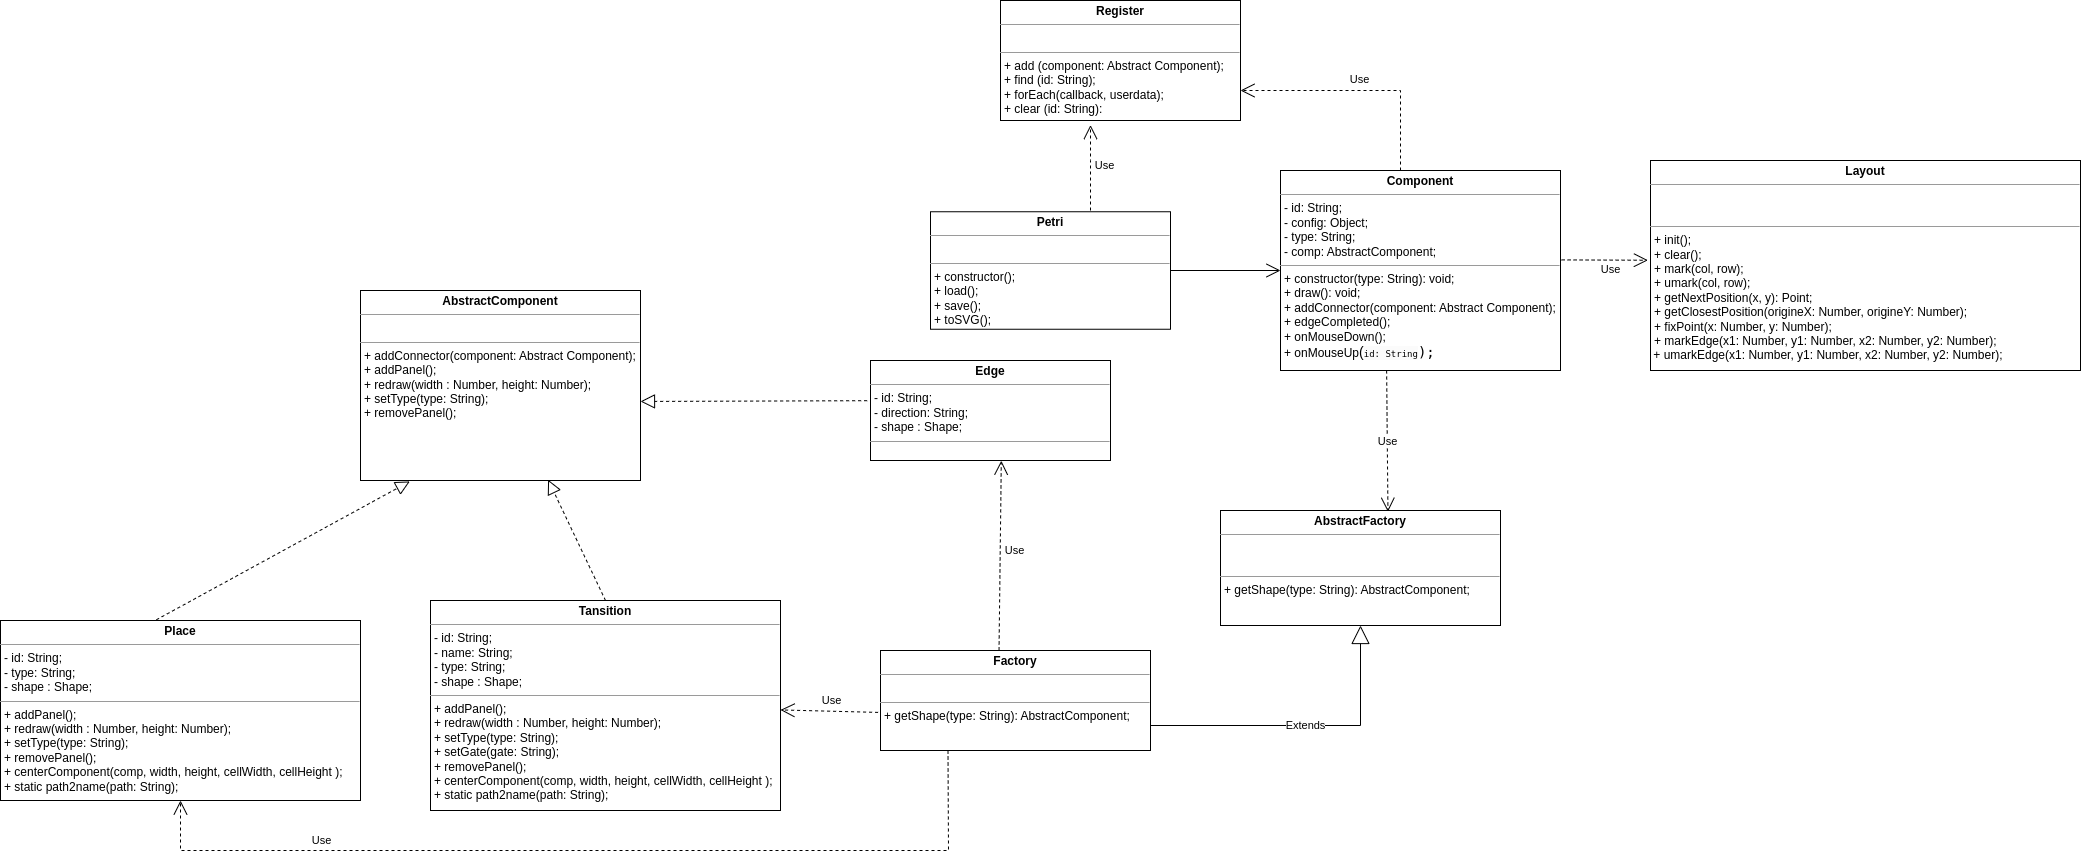 Register
+ add (component: Abstract Component);
+ find (id: String);
+ forEach(callback, userdata);
+ clear (id: String):
Use
Use
Component
- id: String;
- config: Object;
- type: String;
- comp: AbstractComponent;
+ constructor(type: String): void;
+ draw(): void;
+ addConnector(component: Abstract Component);
+ edgeCompleted();
+ onMouseDown();
+ onMouseUp(id: String);
Layout
+ init();
+ clear();
+ mark(col, row);
+ umark(col, row);
+ getNextPosition(x, y): Point;
+ getClosestPosition(origineX: Number, origineY: Number);
+ fixPoint(x: Number, y: Number);
+ markEdge(x1: Number, y1: Number, x2: Number, y2: Number);
+ umarkEdge(x1: Number, y1: Number, x2: Number, y2: Number);
Use
Petri
+ constructor();
+ load();
+ save();
+ toSVG();
AbstractComponent
+ addConnector(component: Abstract Component);
+ addPanel();
+ redraw(width : Number, height: Number);
+ setType(type: String);
+ removePanel();
Edge
- id: String;
- direction: String;
- shape : Shape;
Use
Use
AbstractFactory
+ getShape(type: String): AbstractComponent;
Place
- id: String;
- type: String;
- shape : Shape;
+ addPanel();
+ redraw(width : Number, height: Number);
+ setType(type: String);
+ removePanel();
+ centerComponent(comp, width, height, cellWidth, cellHeight );
+ static path2name(path: String);
Tansition
- id: String;
- name: String;
- type: String;
- shape : Shape;
+ addPanel();
+ redraw(width : Number, height: Number);
+ setType(type: String);
+ setGate(gate: String);
+ removePanel();
+ centerComponent(comp, width, height, cellWidth, cellHeight );
+ static path2name(path: String);
Use
Factory
+ getShape(type: String): AbstractComponent;
Extends
Use